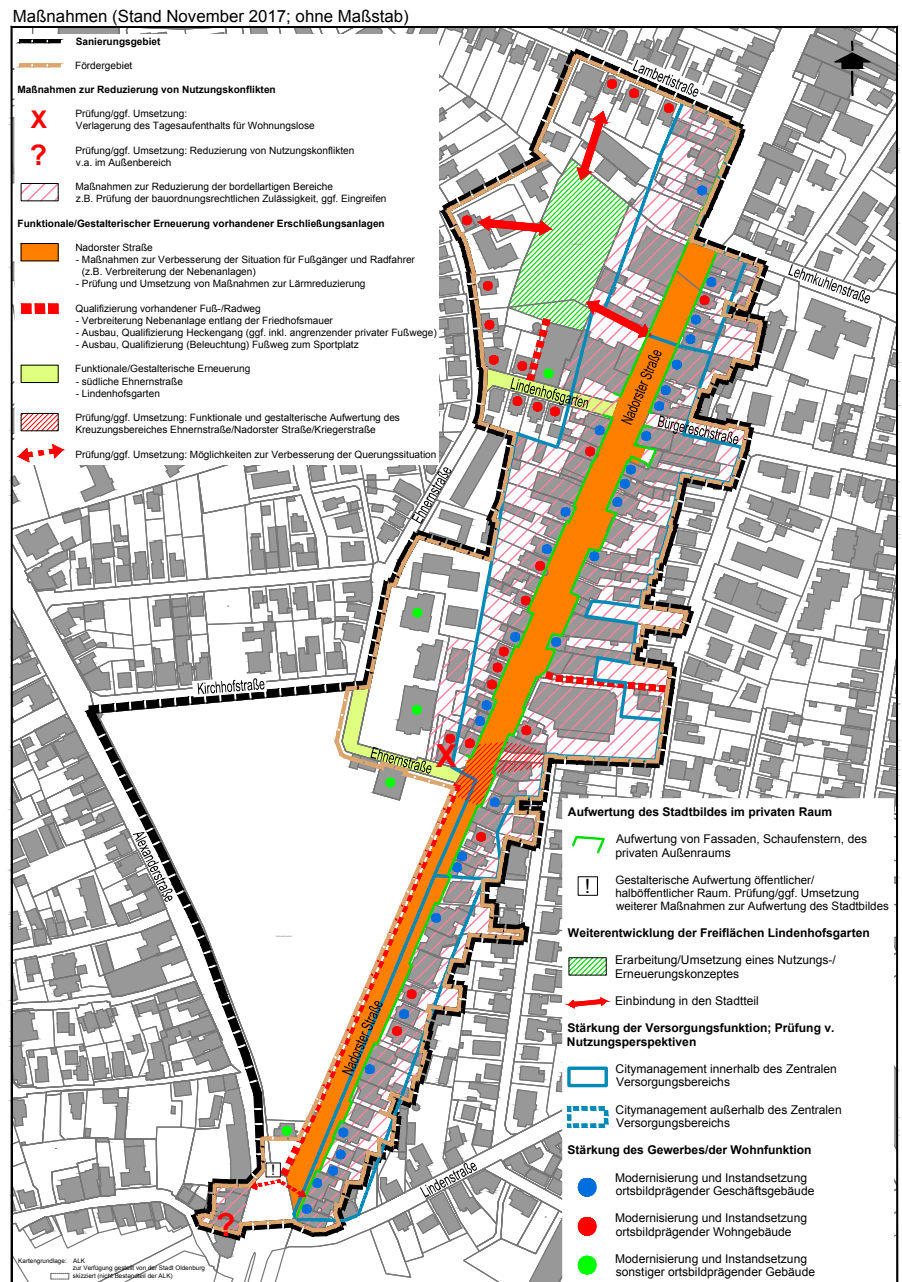 Maßnahmen (Stand November 2017; ohne Maßstab)
Sanierungsgebiet
Fördergebiet
Maßnahmen zur Reduzierung von Nutzungskonflikten
X
Prüfung/ggf. Umsetzung:
Verlagerung des Tagesaufenthalts für Wohnungslose
?
Prüfung/ggf. Umsetzung: Reduzierung von Nutzungskonflikten
v.a. im Außenbereich
Maßnahmen zur Reduzierung der bordellartigen Bereiche
z.B. Prüfung der bauordnungsrechtlichen Zulässigkeit, ggf. Eingreifen
Funktionale/Gestalterischer Erneuerung vorhandener Erschließungsanlagen
Nadorster Straße
- Maßnahmen zur Verbesserung der Situation für Fußgänger und Radfahrer
(z.B. Verbreiterung der Nebenanlagen)
- Prüfung und Umsetzung von Maßnahmen zur Lärmreduzierung
Qualifizierung vorhandener Fuß-/Radweg
- Verbreiterung Nebenanlage entlang der Friedhofsmauer
- Ausbau, Qualifizierung Heckengang (ggf. inkl. angrenzender privater Fußwege)
- Ausbau, Qualifizierung (Beleuchtung) Fußweg zum Sportplatz
Funktionale/Gestalterische Erneuerung
- südliche Ehnernstraße
- Lindenhofsgarten
Prüfung/ggf. Umsetzung: Funktionale und gestalterische Aufwertung des
Kreuzungsbereiches Ehnernstraße/Nadorster Straße/Kriegerstraße
Prüfung/ggf. Umsetzung: Möglichkeiten zur Verbesserung der Querungssituation
Lambertistraße
Lehmkuhlenstraße
Nadorster Straße
Lindenhofsgarten
Bürgereschstraße
Ehnernstraße
Kirchhofstraße
X
Ehnernstraße
Alexanderstraße
Nadorster Straße
Lindenstraße
!
?
Aufwertung des Stadtbildes im privaten Raum
Aufwertung von Fassaden, Schaufenstern, des
privaten Außenraums
!
Gestalterische Aufwertung öffentlicher/
halböffentlicher Raum. Prüfung/ggf. Umsetzung
weiterer Maßnahmen zur Aufwertung des Stadtbildes
Weiterentwicklung der Freiflächen Lindenhofsgarten
Erarbeitung/Umsetzung eines Nutzungs-/
Erneuerungskonzeptes
Einbindung in den Stadtteil
Stärkung der Versorgungsfunktion; Prüfung v.
Nutzungsperspektiven
Citymanagement innerhalb des Zentralen
Versorgungsbereichs
Citymanagement außerhalb des Zentralen
Versorgungsbereichs
Stärkung des Gewerbes/der Wohnfunktion
Modernisierung und Instandsetzung
ortsbildprägender Geschäftsgebäude
Modernisierung und Instandsetzung
ortsbildprägender Wohngebäude
Modernisierung und Instandsetzung
sonstiger ortsbildprägender Gebäude
Kartengrundlage: ALK
zur Verfügung gestellt von der Stadt Oldenburg
skizziert (nicht Bestandteil der ALK)